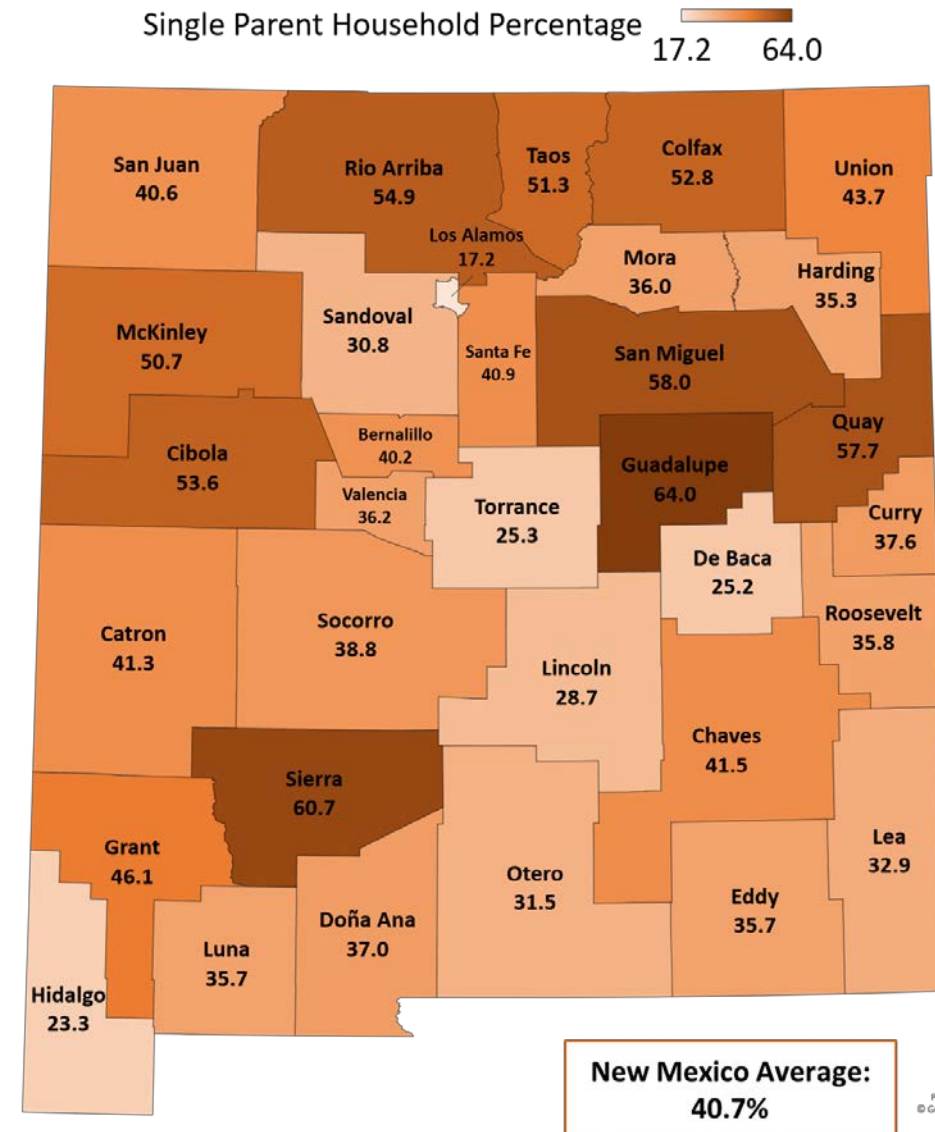 Single Parent Household Percentage
17.2 64.0
San Juan
40.6
Rio Arriba
54.9
Taos
51.3
Colfax
52.8
Union
43.7
Los Alamos
17.2
Mora
36.0
Harding
35.3
McKinley
50.7
Sandoval
30.8
Santa Fe
40.9
San Miguel
58.0
Quay
57.7
Cibola
53.6
Bernalillo
40.2
Guadalupe
64.0
Valencia
36.2
Torrance
25.3
Curry
37.6
De Baca
25.2
Roosevelt
35.8
Catron
41.3
Socorro
38.8
Lincoln
28.7
Chaves
41.5
Sierra
60.7
Grant
46.1
Lea
32.9
Otero
31.5
Eddy
35.7
Doña Ana
37.0
Luna
35.7
Hidalgo
23.3
New Mexico Average:
40.7%